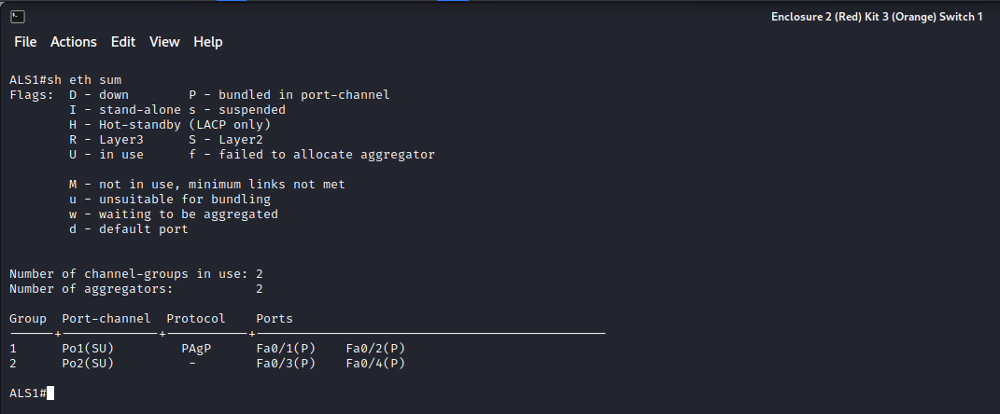 Enclosure 2 (Red) Kit 3 (Orange) Switch 1
File Actions Edit View Help
ALS1#sh eth sum
Flags:  D - down        P - bundled in port-channel
        I - stand-alone s - suspended
        H - Hot-standby (LACP only)
        R - Layer3      S - Layer2
        U - in use      f - failed to allocate aggregator
        M - not in use, minimum links not met
        u - unsuitable for bundling
        w - waiting to be aggregated
        d - default port
Number of channel-groups in use: 2
Number of aggregators:           2
Group  Port-channel  Protocol    Ports
------+-------------+-----------+-----------------------------------------------
1      Po1(SU)         PAgP      Fa0/1(P)    Fa0/2(P)
2      Po2(SU)          -        Fa0/3(P)    Fa0/4(P)
ALS1#